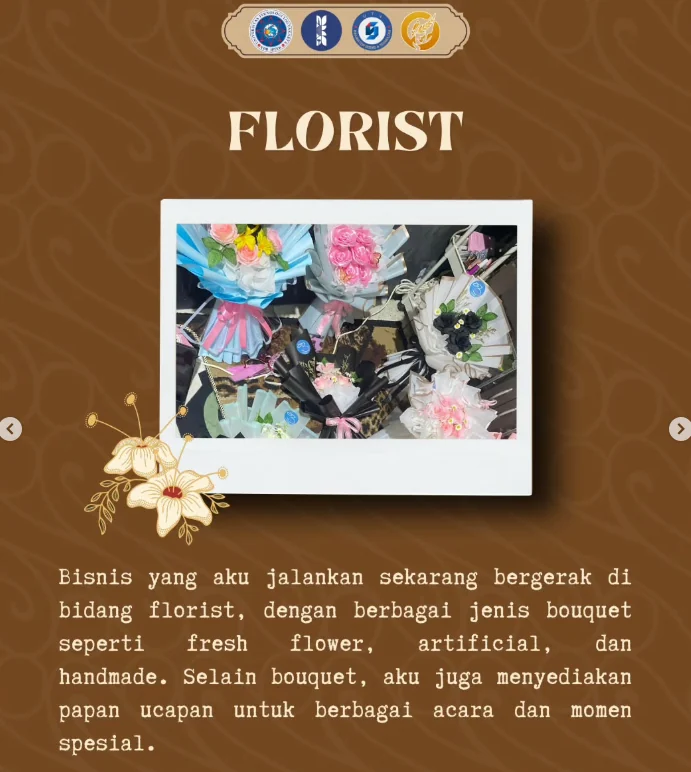 FLORIST
Bisnis yang aku jalankan sekarang bergerak di
bidang florist, dengan berbagai jenis bouquet
seperti fresh flower, artificial, dan
handmade. Selain bouquet, aku juga menyediakan
papan ucapan untuk berbagai acara dan momen
spesial.